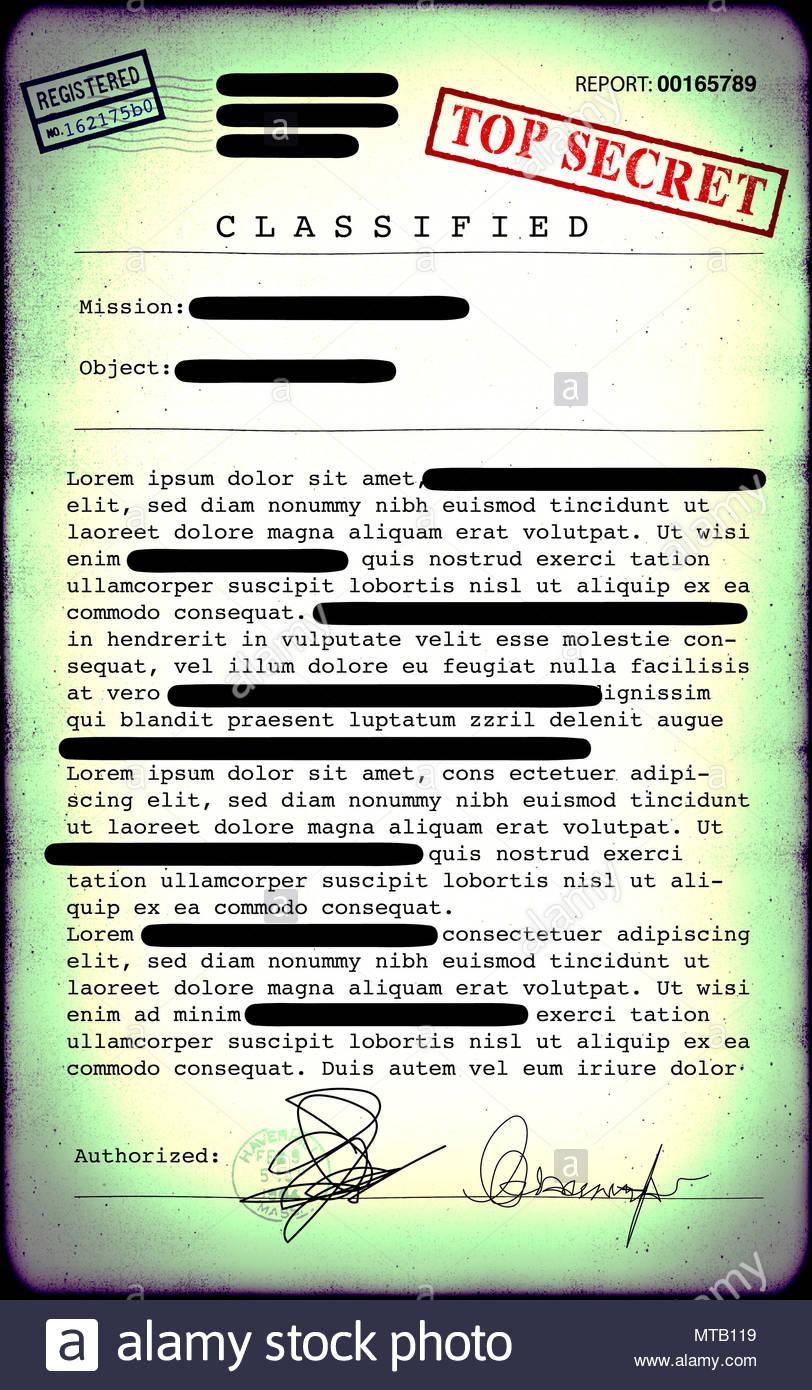 REGISTERED
NO. 162175b0
REPORT: 00165789
TOP SECRET
CLASSIFIED
Mission:
Object:
Lorem ipsum dolor sit amet,
elit, sed diam nonummy nibh euismod tincidunt ut
laoreet dolore magna aliquam erat volutpat. Ut wisi
enim quis nostrud exerci tation
ullamcorper suscipit lobortis nisl ut aliquip ex ea
commodo consequat.
in hendrerit in vulputate velit esse molestie con-
sequat, vel illum dolore eu feugiat nulla facilisis
at vero ignissim
qui blandit praesent luptatum zzril delenit augue
Lorem ipsum dolor sit amet, cons ectetuer adipi-
scing elit, sed diam nonummy nibh euismod tincidunt
ut laoreet dolore magna aliquam erat volutpat. Ut
quis nostrud exerci
tation ullamcorper suscipit lobortis nisl ut ali-
quip ex ea commodo consequat.
Lorem consectetuer adipiscing
elit, sed diam nonummy nibh euismod tincidunt ut
laoreet dolore magna aliquam erat volutpat. Ut wisi
enim ad minim exerci tation
ullamcorper suscipit lobortis nisl ut aliquip ex ea
commodo consequat. Duis autem vel eum iriure dolor
Authorized:
MASS
a alamy stock photo
MTB119
www.alamy.com